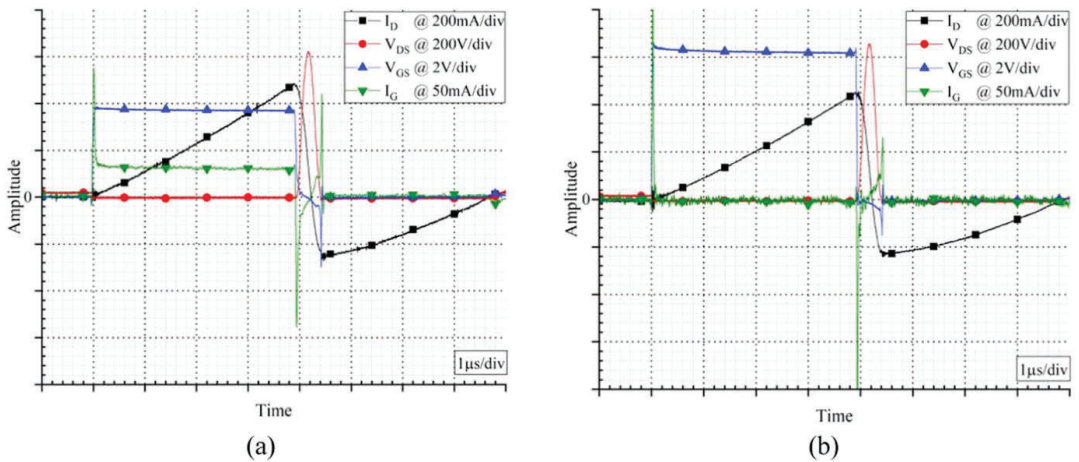 I_D @ 200mA/div
V_DS @ 200V/div
V_GS @ 2V/div
I_G @ 50mA/div
Amplitude
0
1μs/div
Time
(a)
I_D @ 200mA/div
V_DS @ 200V/div
V_GS @ 2V/div
I_G @ 50mA/div
Amplitude
0
1μs/div
Time
(b)